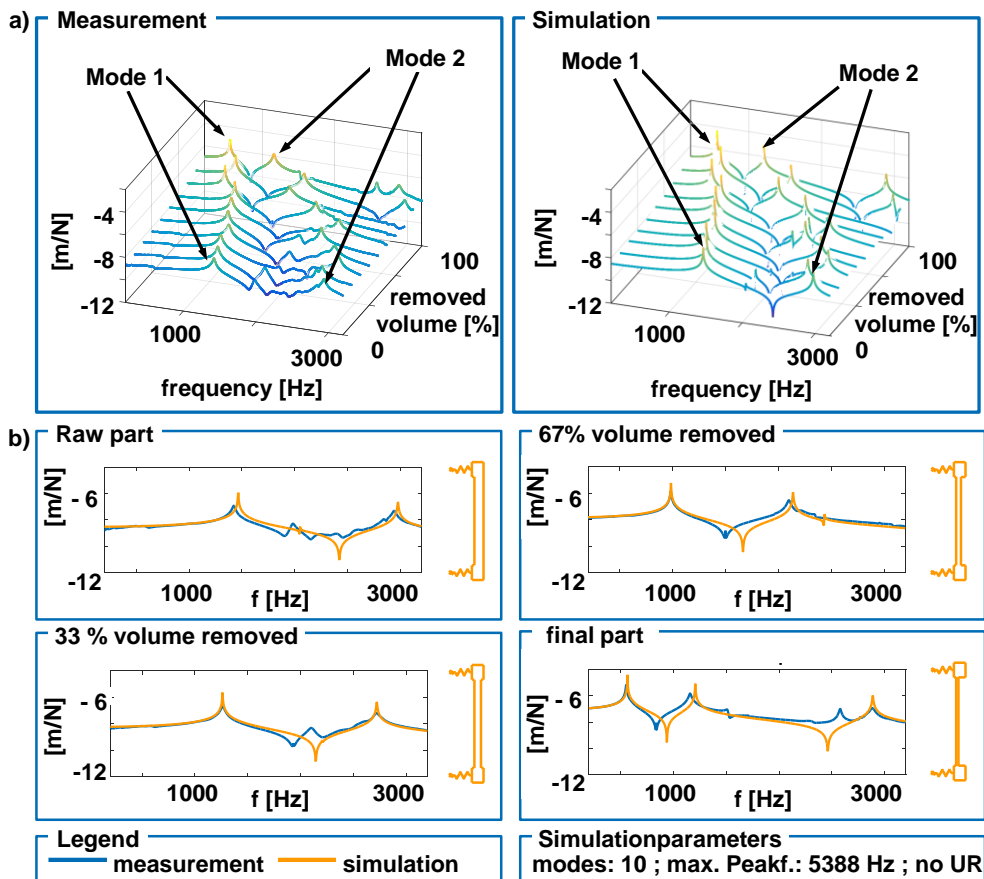 a)
Measurement
Mode 1
Mode 2
-4
-8
-12
[m/N]
1000
3000
frequency [Hz]
100
removed
volume [%]
0
Simulation
Mode 1
Mode 2
-4
-8
-12
[m/N]
1000
3000
frequency [Hz]
100
removed
volume [%]
0
b)
Raw part
[m/N]
- 6
-12
1000
f [Hz]
3000
67% volume removed
[m/N]
- 6
-12
1000
f [Hz]
3000
33 % volume removed
[m/N]
- 6
-12
1000
f [Hz]
3000
final part
[m/N]
-6
-12
1000
f [Hz]
3000
Legend
measurement
simulation
Simulationparameters
modes: 10 ; max. Peakf.: 5388 Hz ; no UR